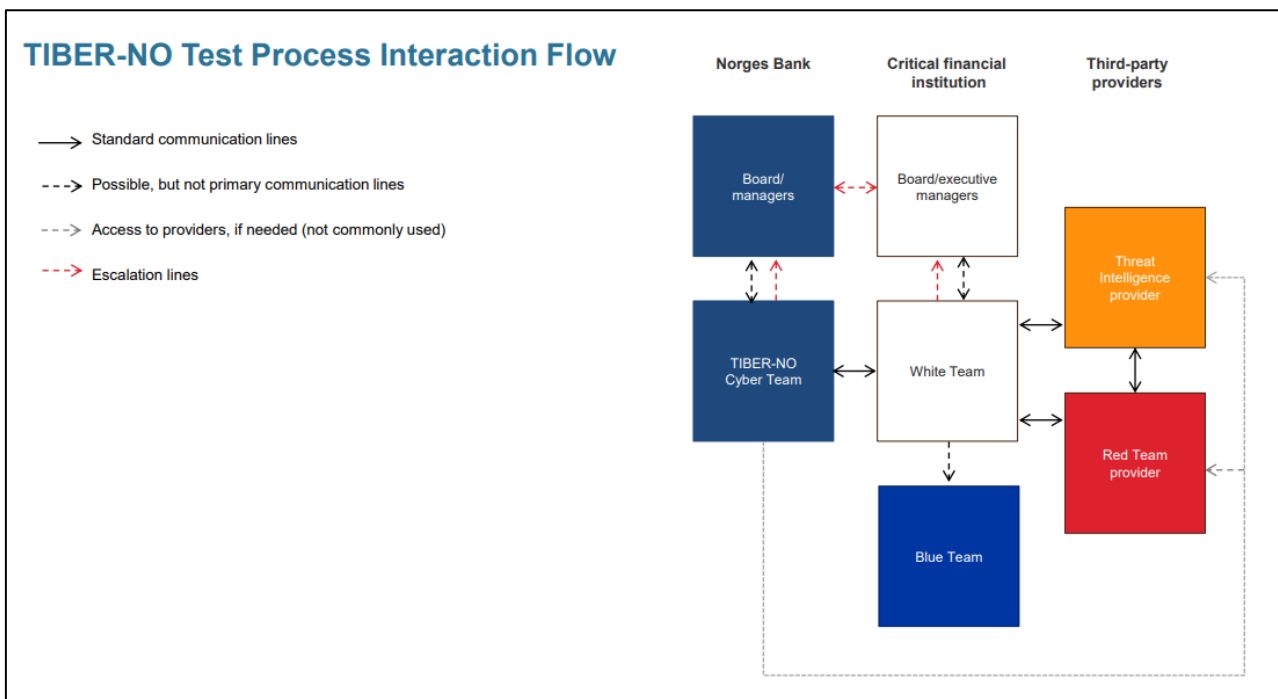 TIBER-NO Test Process Interaction Flow
Norges Bank
Critical financial
institution
Third-party
providers
Standard communication lines
Possible, but not primary communication lines
Access to providers, if needed (not commonly used)
Escalation lines
Board/
managers
Board/executive
managers
Threat
Intelligence
provider
TIBER-NO
Cyber Team
White Team
Red Team
provider
Blue Team